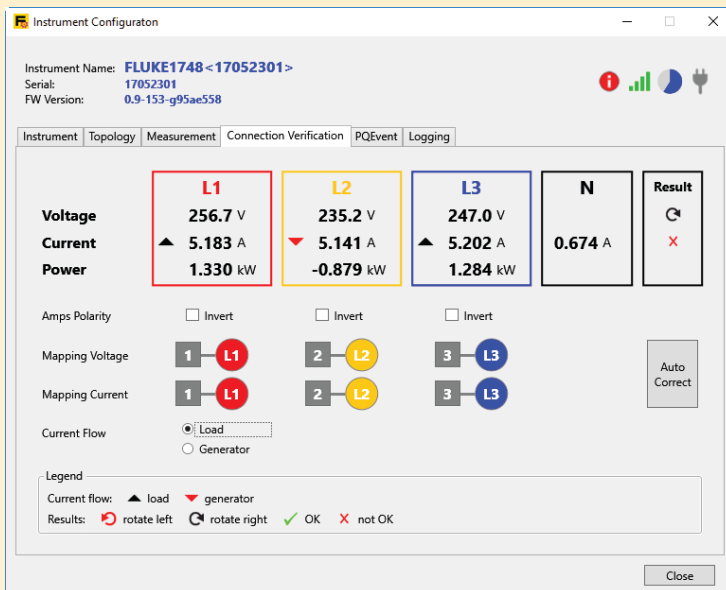 Instrument Configuraton
Instrument Name: FLUKE1748<17052301>
Serial: 17052301
FW Version: 0.9-153-g95ae558
Instrument Topology Measurement Connection Verification PQEvent Logging
L1 L2 L3 N Result
Voltage 256.7 V 235.2 V 247.0 V
Current 5.183 A 5.141 A 5.202 A 0.674 A
Power 1.330 kW -0.879 kW 1.284 kW
Amps Polarity Invert Invert Invert
Mapping Voltage 1 L1 2 L2 3 L3
Auto
Correct
Mapping Current 1 L1 2 L2 3 L3
Current Flow Load
Generator
Legend
Current flow: load generator
Results: rotate left rotate right OK not OK
Close